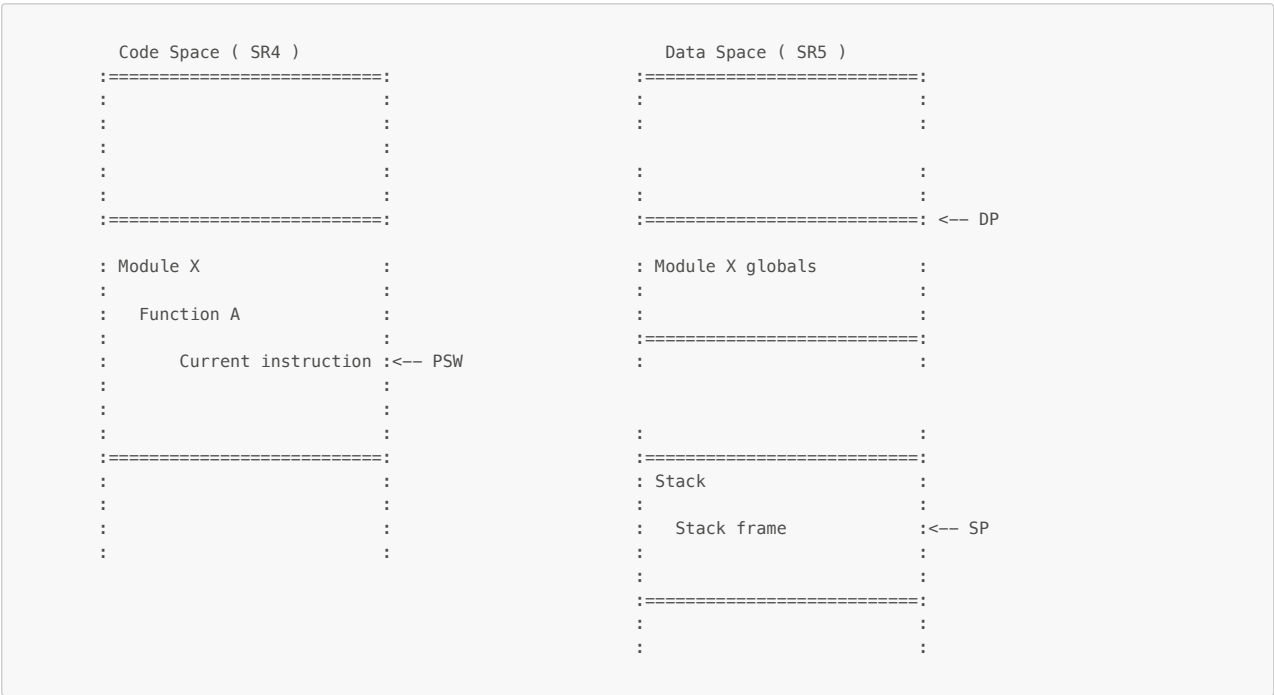 Code Space ( SR4 )                                    Data Space ( SR5 )
:===========================:                        :===========================:
:                           :                        :                           :
:                           :                        :                           :
:                           :
:                           :                        :                           :
:                           :                        :                           :
:===========================:                        :===========================: <-- DP
: Module X                  :                        : Module X globals          :
:                           :                        :                           :
:   Function A              :                        :                           :
:                           :                        :===========================:
:       Current instruction :<-- PSW                 :                           :
:                           :
:                           :
:                           :                        :                           :
:===========================:                        :===========================:
:                           :                        : Stack                     :
:                           :                        :                           :
:                           :                        :   Stack frame             :<-- SP
:                           :                        :                           :
                                                     :                           :
                                                     :===========================:
                                                     :                           :
                                                     :                           :